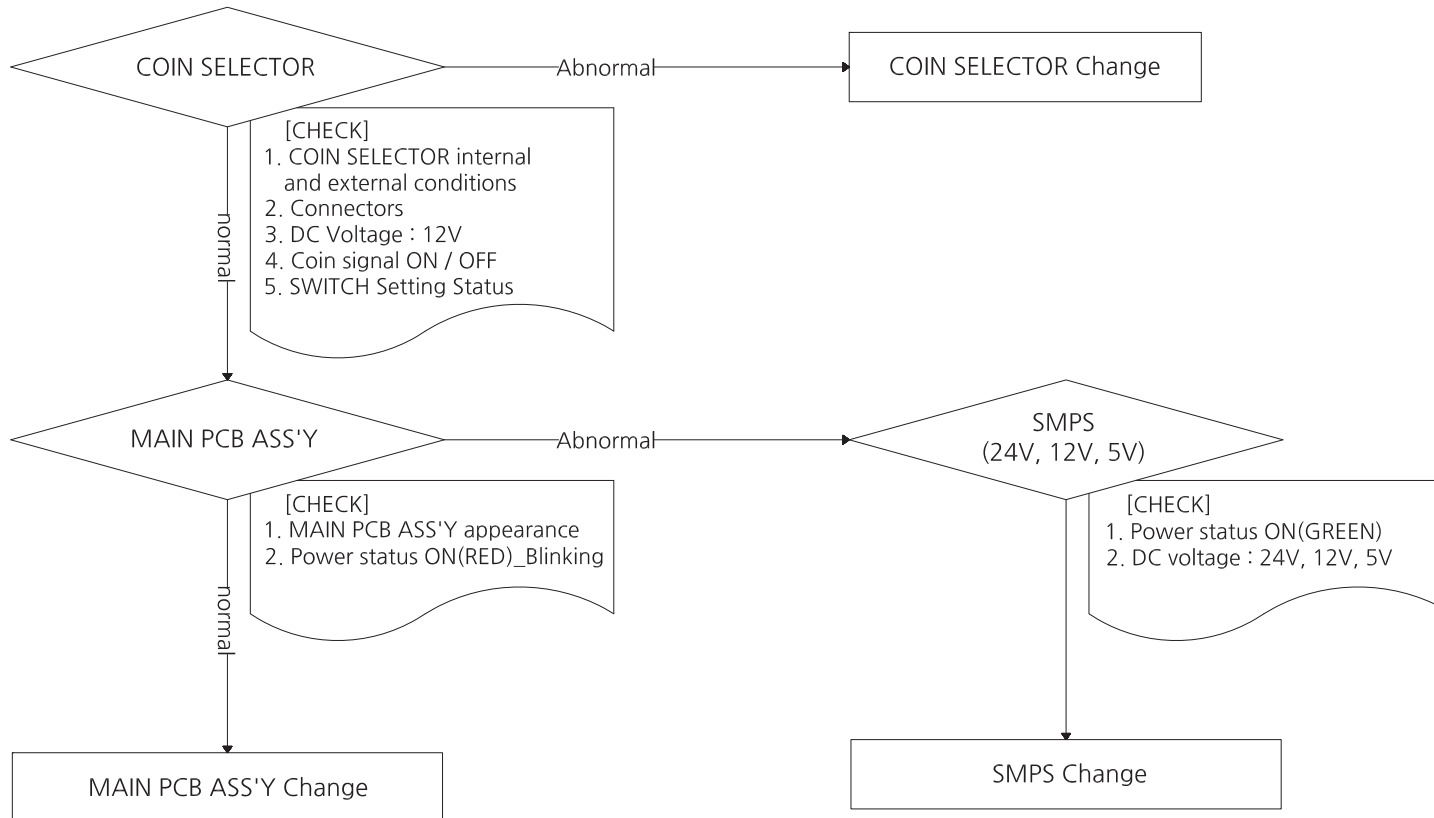 COIN SELECTOR
Abnormal
COIN SELECTOR Change
[CHECK]
1. COIN SELECTOR internal
and external conditions
2. Connectors
3. DC Voltage : 12V
4. Coin signal ON / OFF
5. SWITCH Setting Status
normal
MAIN PCB ASS'Y
Abnormal
SMPS
(24V, 12V, 5V)
[CHECK]
1. MAIN PCB ASS'Y appearance
2. Power status ON(RED)_Blinking
[CHECK]
1. Power status ON(GREEN)
2. DC voltage : 24V, 12V, 5V
normal
MAIN PCB ASS'Y Change
SMPS Change